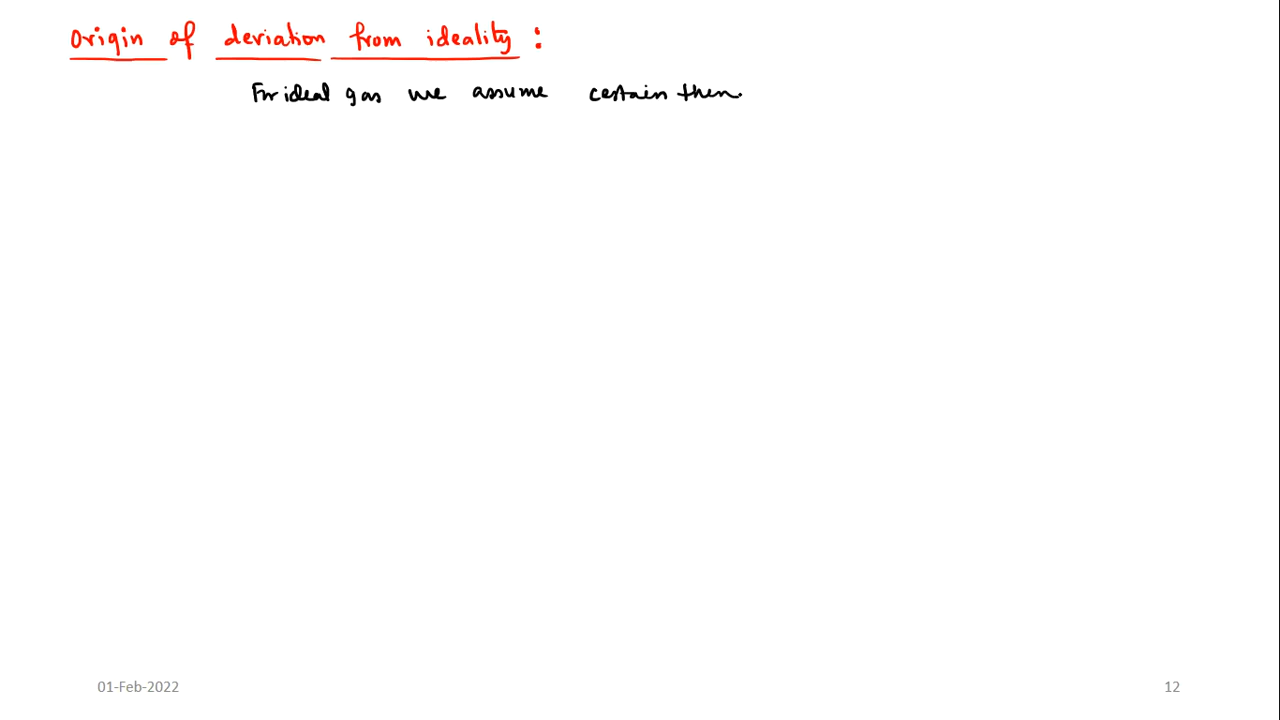 Origin of deviation from ideality :
For ideal gas we assume certain then.
01-Feb-2022
12